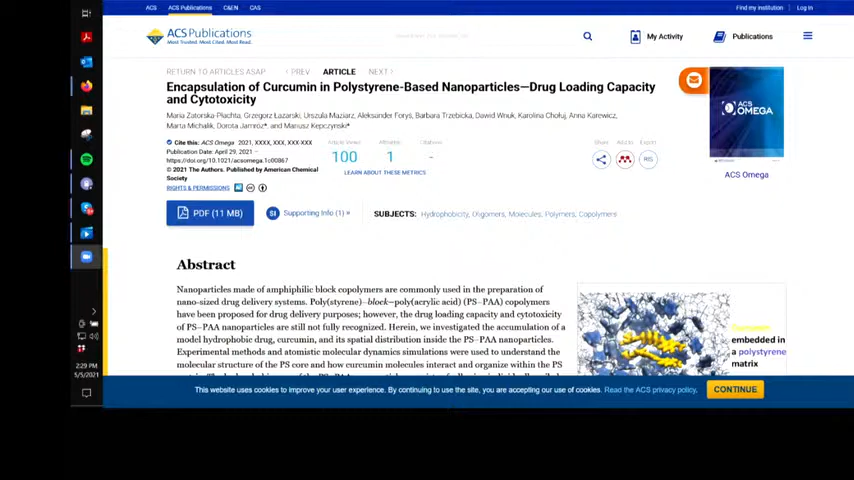 ACS ACS Publications C&EN CAS Find my institution Log In
ACS Publications
Most Trusted. Most Cited. Most Read.
My Activity Publications
RETURN TO ARTICLES ASAP < PREV ARTICLE NEXT >
Encapsulation of Curcumin in Polystyrene-Based Nanoparticles—Drug Loading Capacity
and Cytotoxicity
Maria Zatorska-Płachta, Grzegorz Łazarski, Urszula Maziarz, Aleksander Foryś, Barbara Trzebicka, Dawid Wnuk, Karolina Chołuj, Anna Karewicz,
Marta Michalik, Dorota Jamróz*, and Mariusz Kepczynski*
Cite this: ACS Omega 2021, XXXX, XXX, XXX-XXX
Publication Date: April 29, 2021
https://doi.org/10.1021/acsomega.1c00867
© 2021 The Authors. Published by American Chemical
Society
RIGHTS & PERMISSIONS
Article Views Altmetric Citations
100 1 -
LEARN ABOUT THESE METRICS
Share Add to Export
RIS
ACS
OMEGA
ACS Omega
PDF (11 MB) SI Supporting Info (1) » SUBJECTS: Hydrophobicity, Oligomers, Molecules, Polymers, Copolymers
Abstract
Nanoparticles made of amphiphilic block copolymers are commonly used in the preparation of
nano-sized drug delivery systems. Poly(styrene)-block-poly(acrylic acid) (PS-PAA) copolymers
have been proposed for drug delivery purposes; however, the drug loading capacity and cytotoxicity
of PS-PAA nanoparticles are still not fully recognized. Herein, we investigated the accumulation of a
model hydrophobic drug, curcumin, and its spatial distribution inside the PS-PAA nanoparticles.
Experimental methods and atomistic molecular dynamics simulations were used to understand the
molecular structure of the PS core and how curcumin molecules interact and organize within the PS
embedded in
a polystyrene
matrix
This website uses cookies to improve your user experience. By continuing to use the site, you are accepting our use of cookies. Read the ACS privacy policy. CONTINUE
2:29 PM
5/5/2021